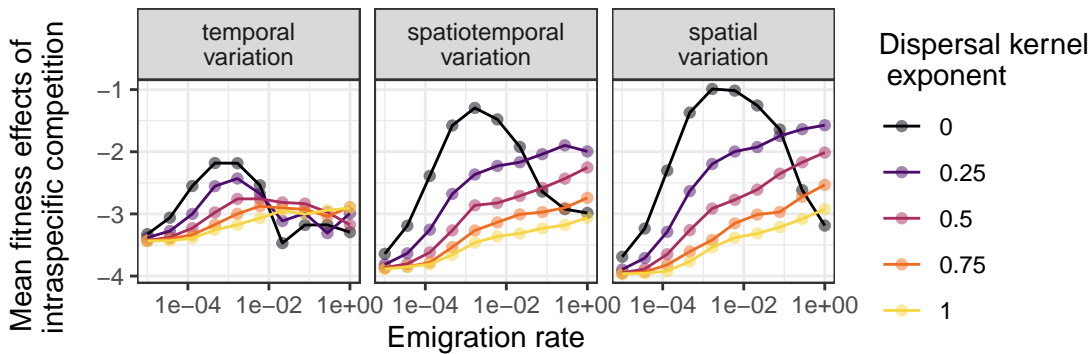 temporal
variation
spatiotemporal
variation
spatial
variation
Mean fitness effects of
intraspecific competition
−1
−2
−3
−4
1e−04 1e−02 1e+00
1e−04 1e−02 1e+00
1e−04 1e−02 1e+00
Emigration rate
Dispersal kernel
exponent
0
0.25
0.5
0.75
1